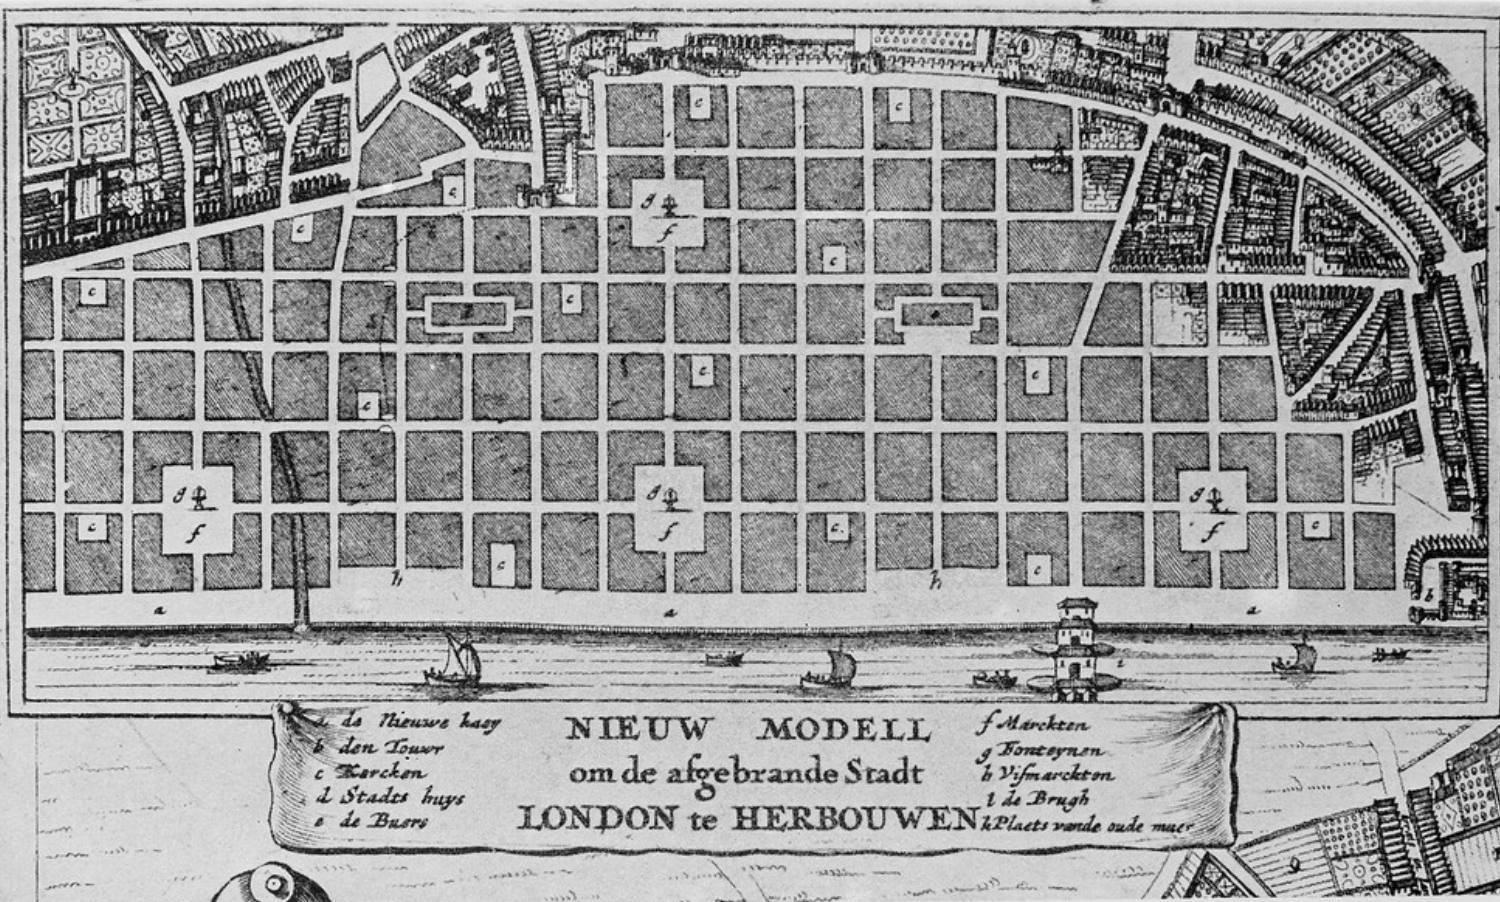 c
c
g
c
f
c
c
c
c
e
c
c
c
g
g
g
f
f
f
c
c.
c
c
c
h
h
b
a
a
a
i
NIEUW MODELL
om de afgebrande Stadt
LONDON te HERBOUWEN
a de Nieuwe kaey
b den Touwr
c Kercken
d Stadts huys
e de Buers
f Marckten
g Fonteynen
h Vismarckten
i de Brugh
k Plaets vande oude muer